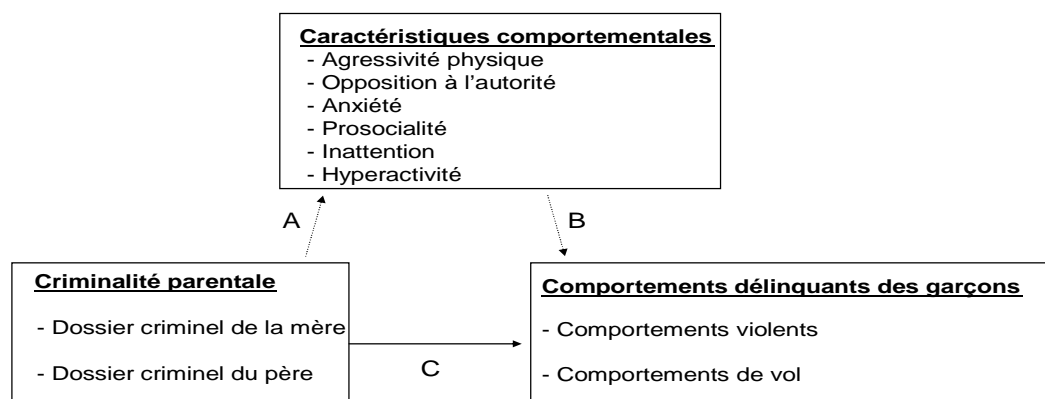 Caractéristiques comportementales
- Agressivité physique
- Opposition à l'autorité
- Anxiété
- Prosocialité
- Inattention
- Hyperactivité
A
B
Criminalité parentale
- Dossier criminel de la mère
- Dossier criminel du père
C
Comportements délinquants des garçons
- Comportements violents
- Comportements de vol